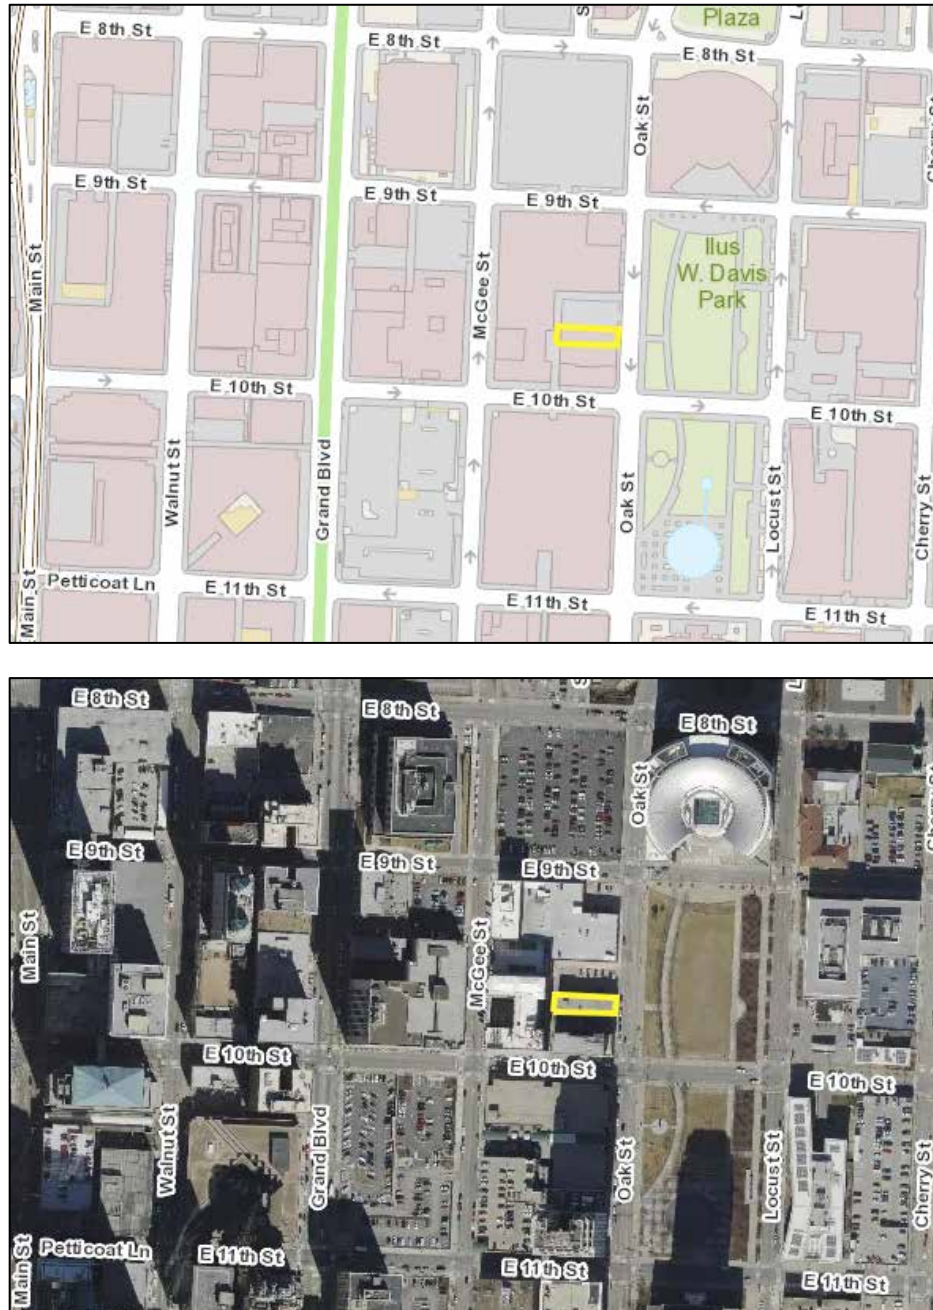 Plaza
E 8th St
E 8th St
E 8th St
Oak St
E 9th St
E 9th St
E 9th St
Main St
McGee St
Ilus
W. Davis
Park
E 10th St
E 10th St
E 10th St
Walnut St
Grand Blvd
Oak St
Locust St
Cherry St
Petticoat Ln
Main St
E 11th St
E 11th St
E 11th St
E 8th St
E 8th St
E 8th St
Oak St
E 9th St
E 9th St
E 9th St
Main St
McGee St
E 10th St
E 10th St
E 10th St
Walnut St
Grand Blvd
Oak St
Locust St
Cherry St
Petticoat Ln
Main St
E 11th St
E 11th St
E 11th St